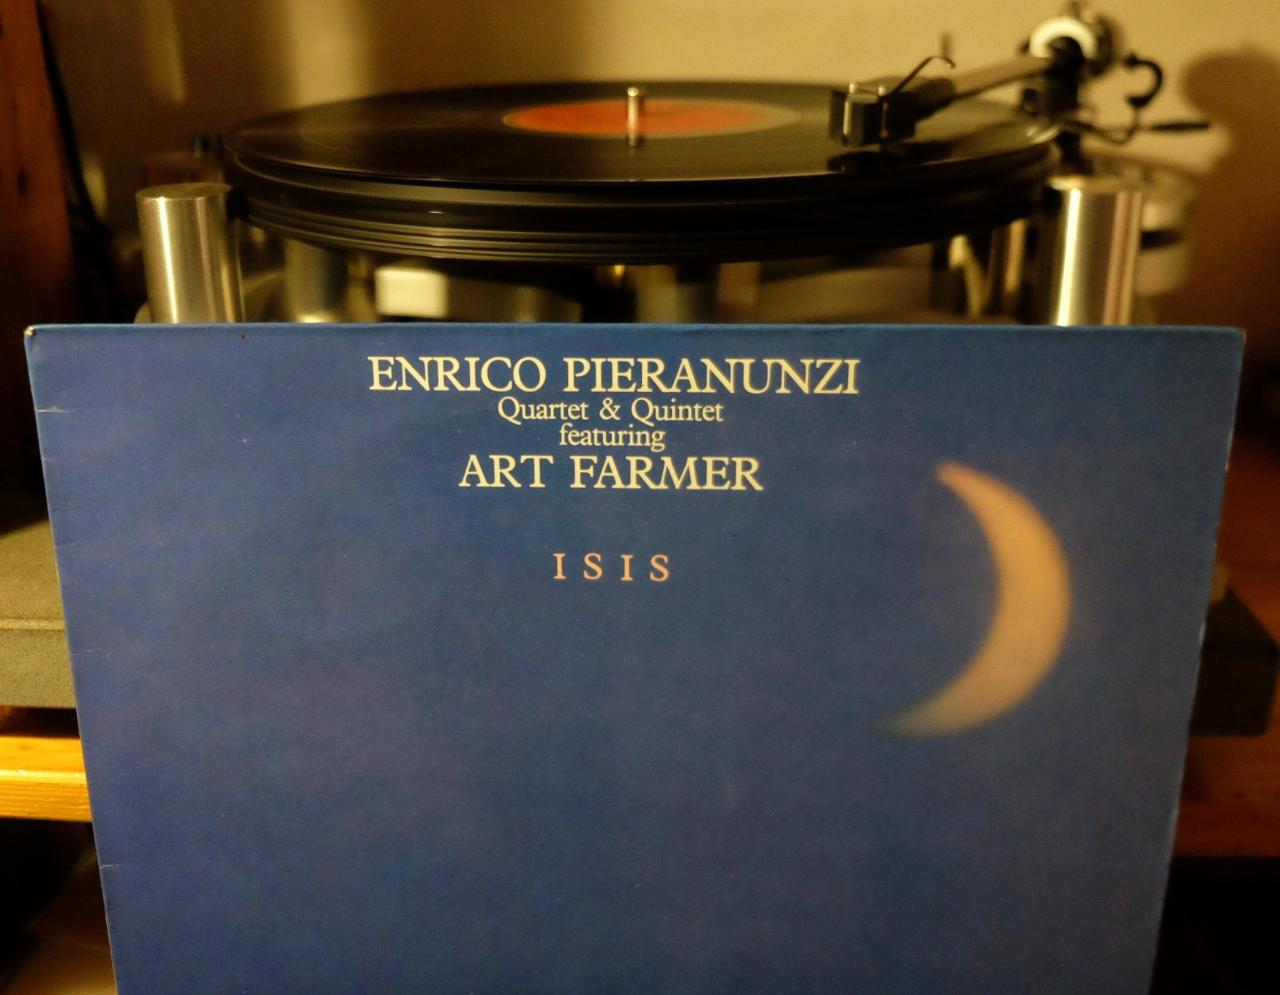 ENRICO PIERANUNZI
Quartet & Quintet
featuring
ART FARMER
ISIS